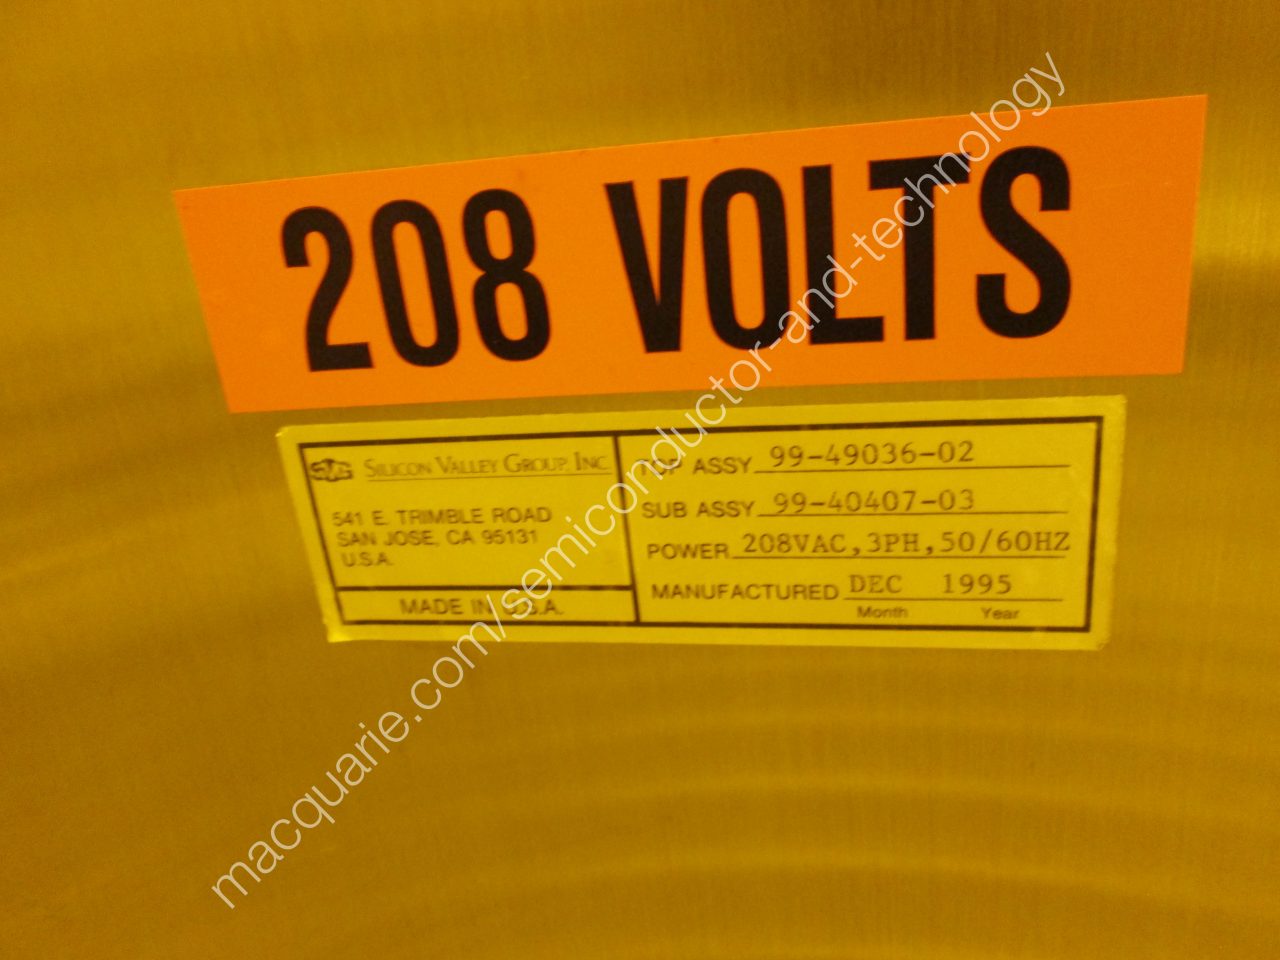 208 VOLTS
SVG SILICON VALLEY GROUP, INC.
541 E. TRIMBLE ROAD
SAN JOSE, CA 95131
U.S.A.
MADE IN U.S.A.
TOP ASSY 99-49036-02
SUB ASSY 99-40407-03
POWER 208VAC,3PH,50/60HZ
MANUFACTURED DEC 1995
Month Year
macquarie.com/semiconductor-and-technology